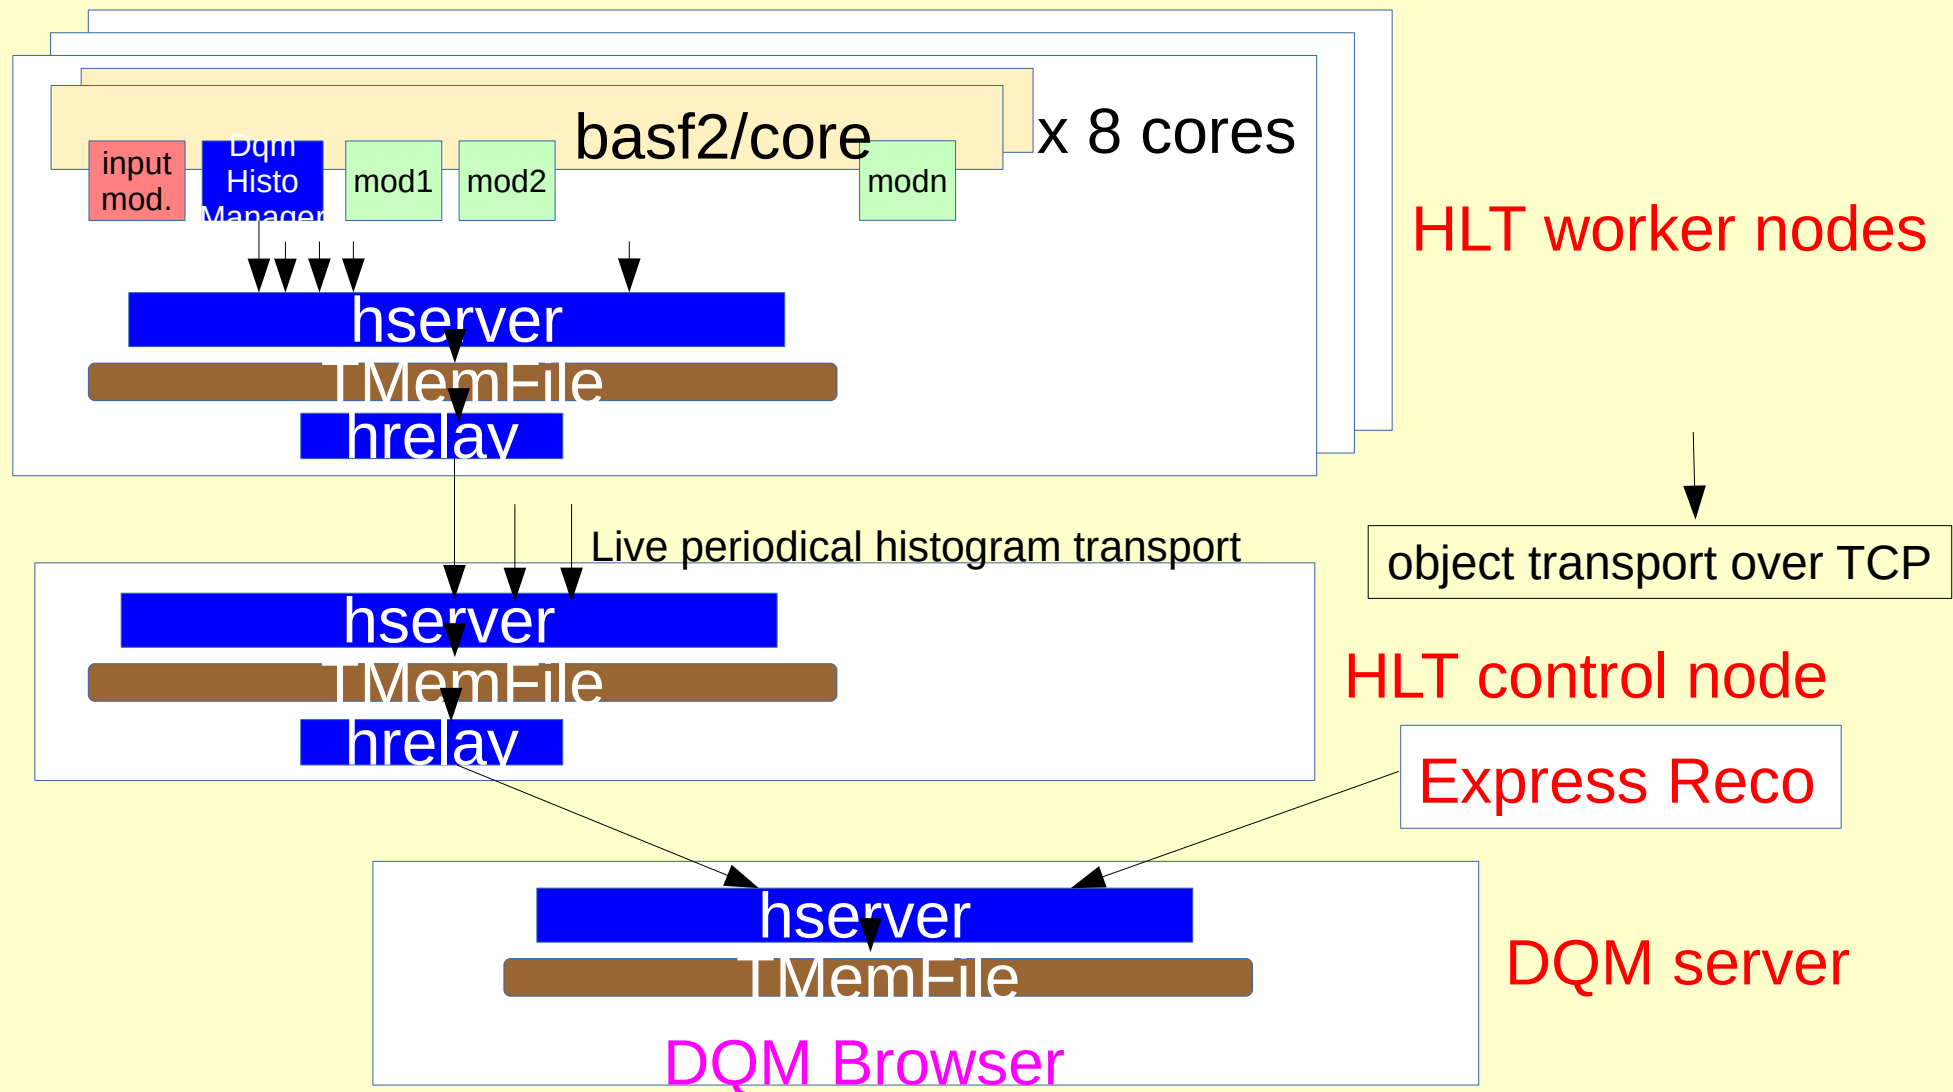 basf2/core
x 8 cores
input
mod.
Dqm
Histo
Manager
mod1
mod2
modn
HLT worker nodes
hserver
TMemFile
hrelay
Live periodical histogram transport
object transport over TCP
hserver
TMemFile
hrelay
HLT control node
Express Reco
hserver
TMemFile
DQM server
DQM Browser